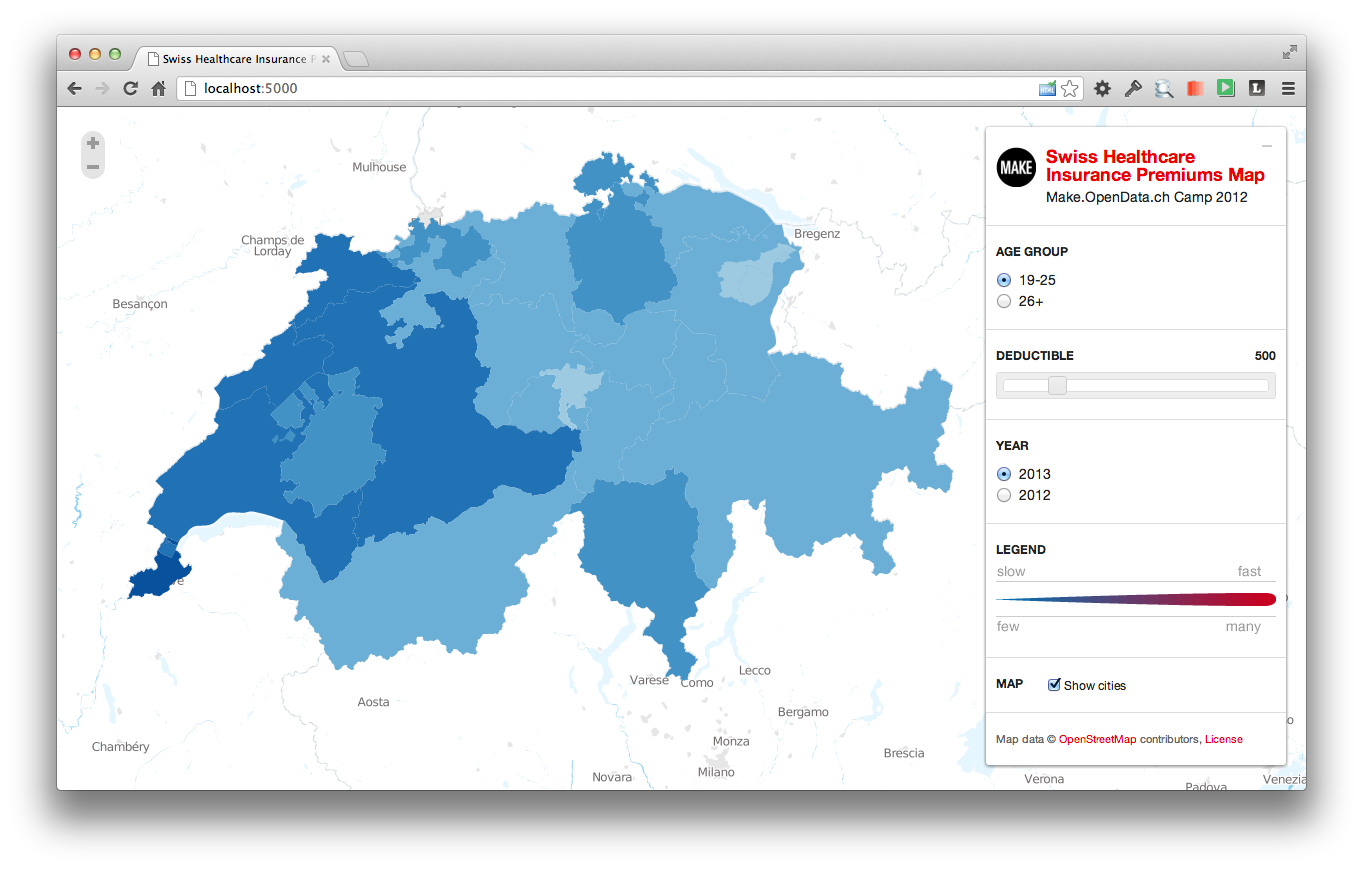 Swiss Healthcare Insurance P
localhost:5000
HTML
L
+
−
Mulhouse
Champs de
Lorday
Bregenz
Besançon
Aosta
Varese
Como
Lecco
Bergamo
Monza
Milano
Novara
Chambéry
Brescia
Verona
Padova
Venezia
MAKE
Swiss Healthcare
Insurance Premiums Map
Make.OpenData.ch Camp 2012
AGE GROUP
19-25
26+
DEDUCTIBLE 500
YEAR
2013
2012
LEGEND
slow fast
few many
MAP Show cities
Map data © OpenStreetMap contributors, License